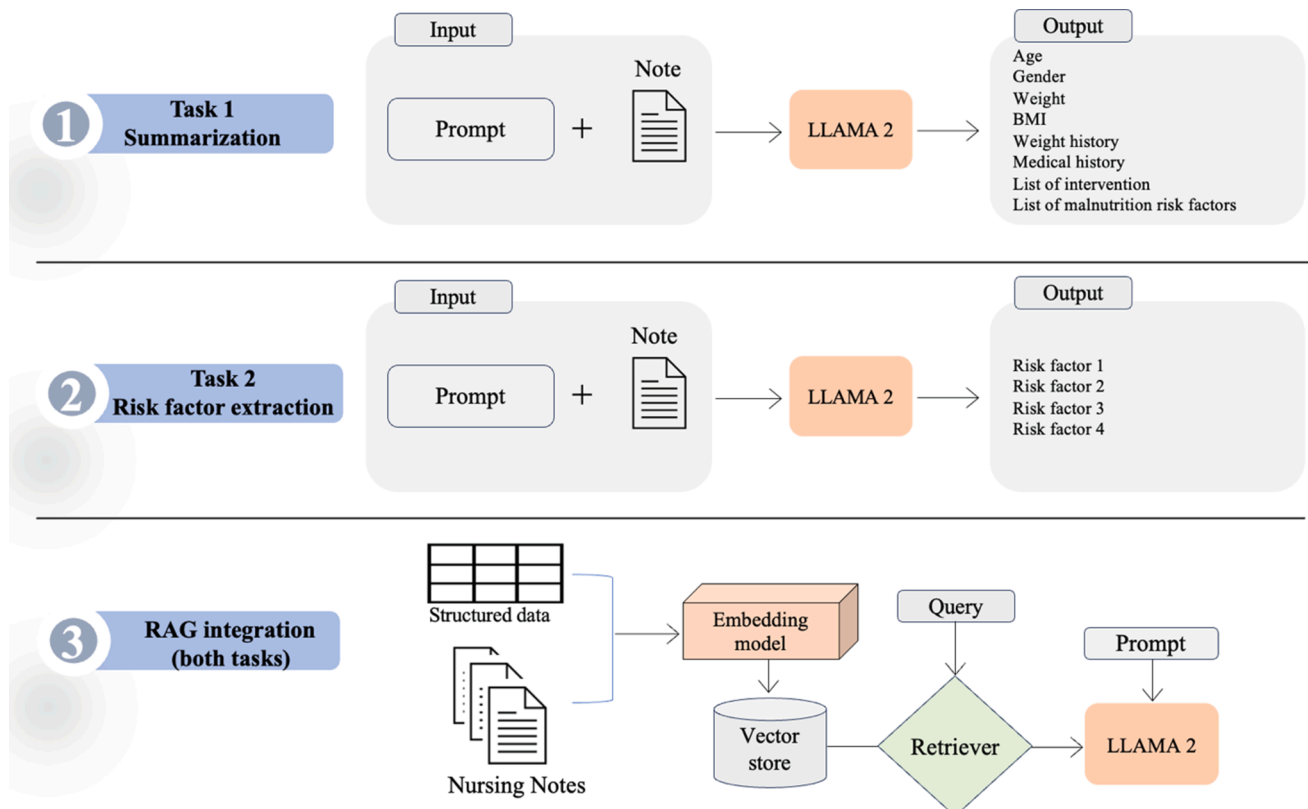 1
Task 1
Summarization
Input
Prompt
+
Note
LLAMA 2
Output
Age
Gender
Weight
BMI
Weight history
Medical history
List of intervention
List of malnutrition risk factors
2
Task 2
Risk factor extraction
Input
Prompt
+
Note
LLAMA 2
Output
Risk factor 1
Risk factor 2
Risk factor 3
Risk factor 4
3
RAG integration
(both tasks)
Structured data
Nursing Notes
Embedding
model
Vector
store
Query
Retriever
Prompt
LLAMA 2